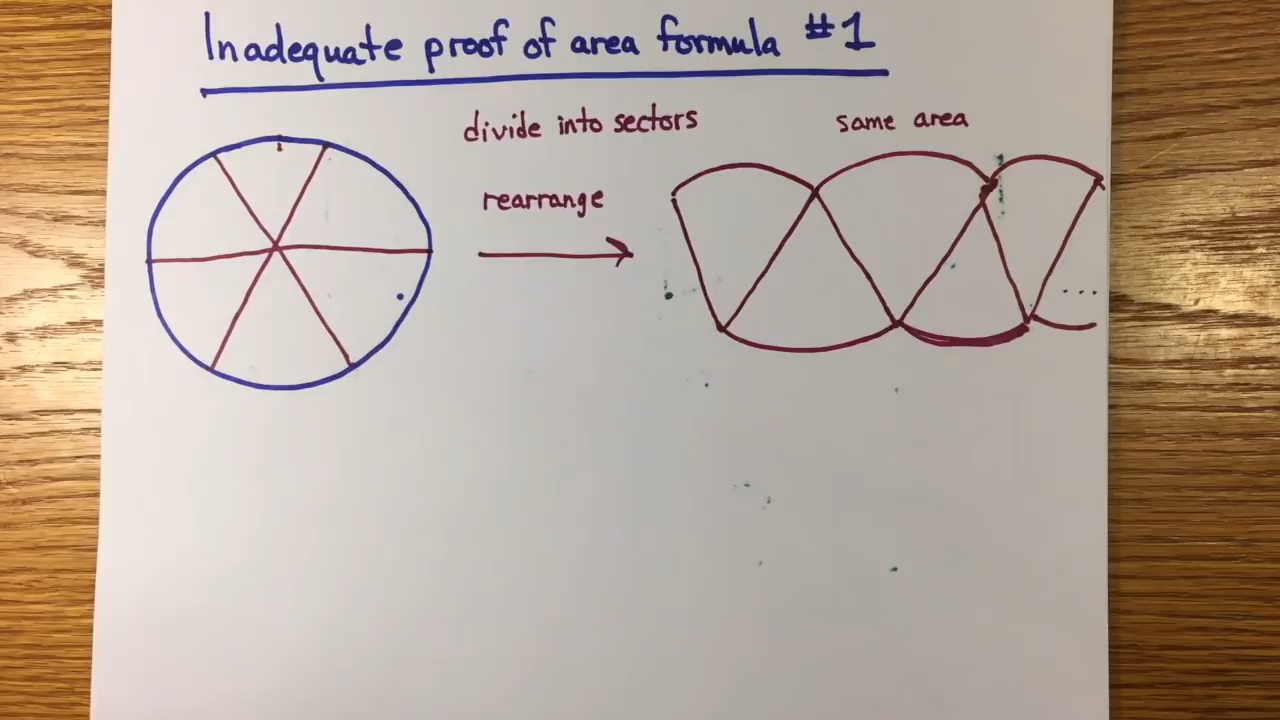 Inadequate proof of area formula #1
divide into sectors
same area
rearrange
....